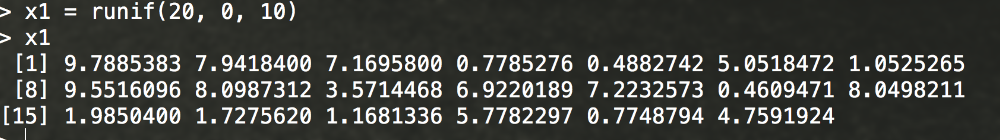 > x1 = runif(20, 0, 10)
> x1
[1] 9.7885383 7.9418400 7.1695800 0.7785276 0.4882742 5.0518472 1.0525265
[8] 9.5516096 8.0987312 3.5714468 6.9220189 7.2232573 0.4609471 8.0498211
[15] 1.9850400 1.7275620 1.1681336 5.7782297 0.7748794 4.7591924